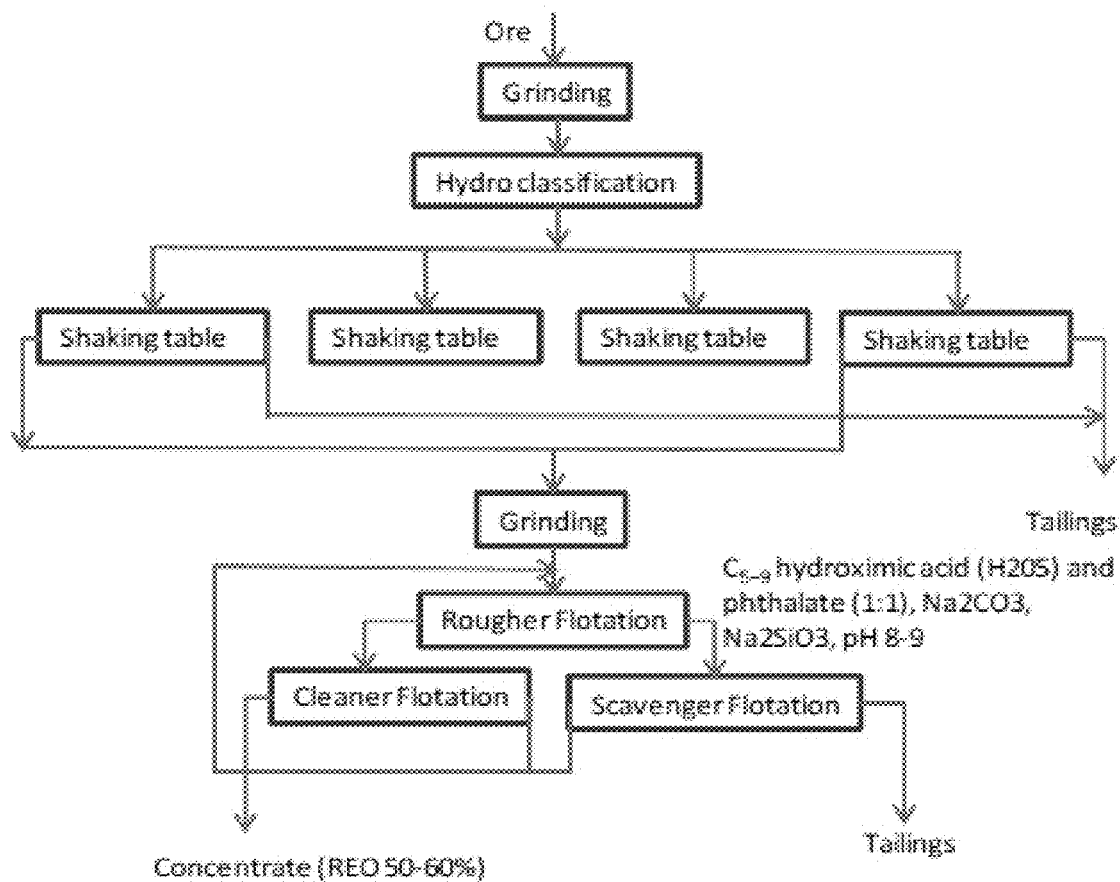 Ore
Grinding
Hydro classification
Shaking table
Shaking table
Shaking table
Shaking table
Grinding
Tailings
C5-9 hydroximic acid (H205) and
phthalate (1:1), Na2CO3,
Na2SiO3, pH 8-9
Rougher Flotation
Cleaner Flotation
Scavenger Flotation
Tailings
Concentrate (REO 50-60%)